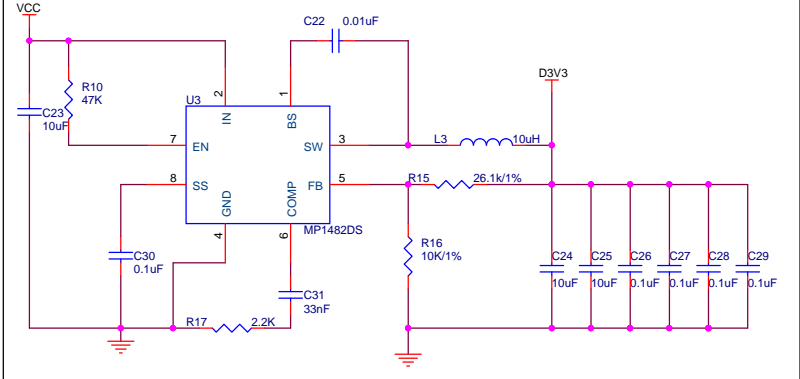 VCC
C22
0.01uF
D3V3
R10
47K
C23
10uF
U3
2
1
IN
BS
7
EN
SW
3
L3
10uH
8
SS
FB
5
R15
26.1k/1%
GND
COMP
MP1482DS
4
6
R16
10K/1%
C30
0.1uF
C31
33nF
R17
2.2K
C24
10uF
C25
10uF
C26
0.1uF
C27
0.1uF
C28
0.1uF
C29
0.1uF